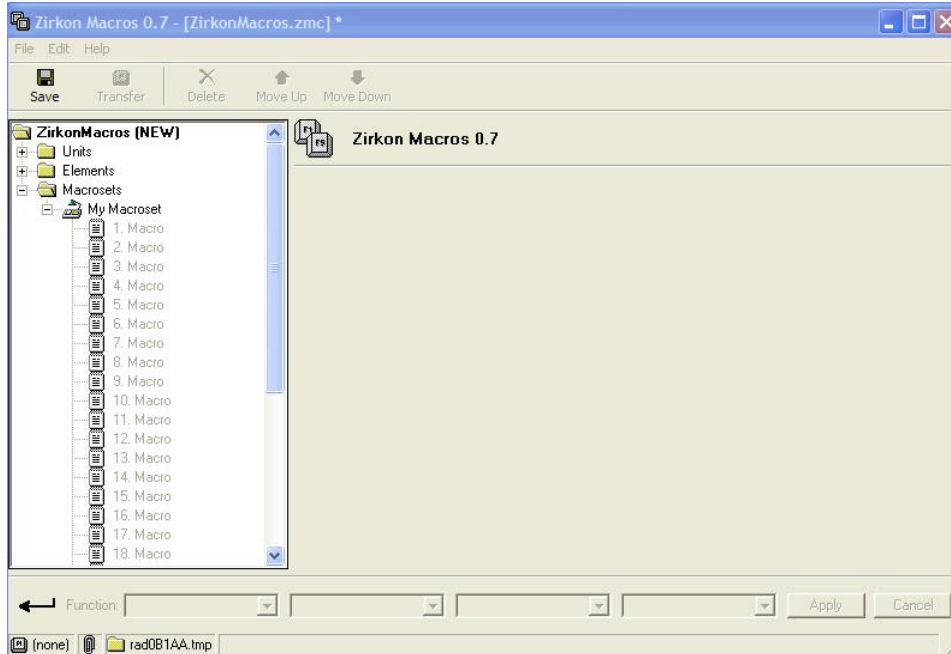 Zirkon Macros 0.7 - [ZirkonMacros.zmc] *
File Edit Help
Save Transfer Delete Move Up Move Down
ZirkonMacros (NEW)
Units
Elements
Macrosets
My Macroset
1. Macro
2. Macro
3. Macro
4. Macro
5. Macro
6. Macro
7. Macro
8. Macro
9. Macro
10. Macro
11. Macro
12. Macro
13. Macro
14. Macro
15. Macro
16. Macro
17. Macro
18. Macro
F1
F9
Zirkon Macros 0.7
Function: Apply Cancel
(none) rad0B1AA.tmp